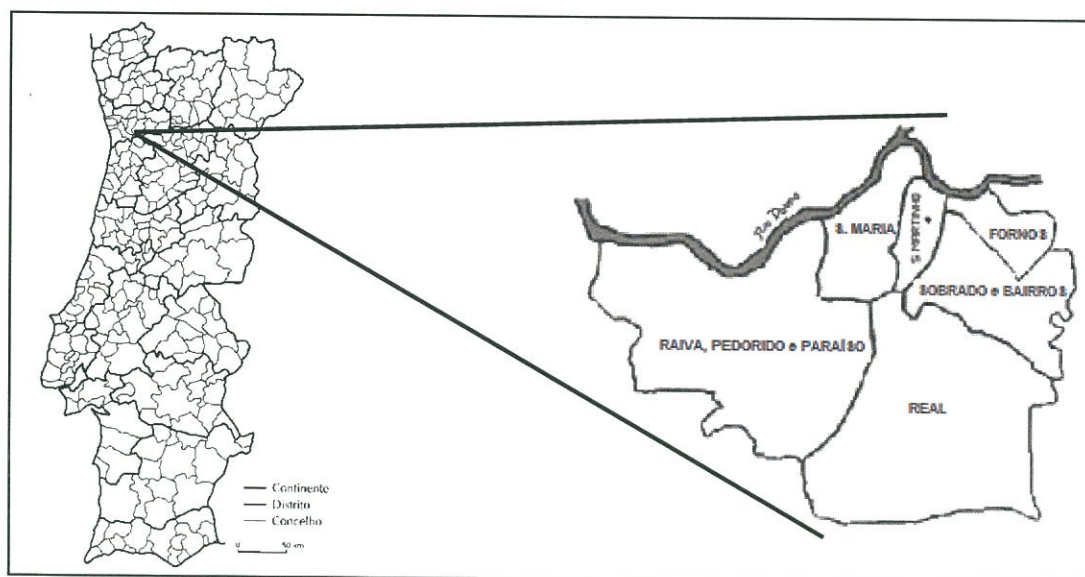 Continente
Distrito
Concelho
0 50 km
Rio Douro
S. MARIA
S. MARTINHO
FORNOS
SOBRADO e BAIRROS
RAIVA, PEDORIDO e PARAÍSO
REAL